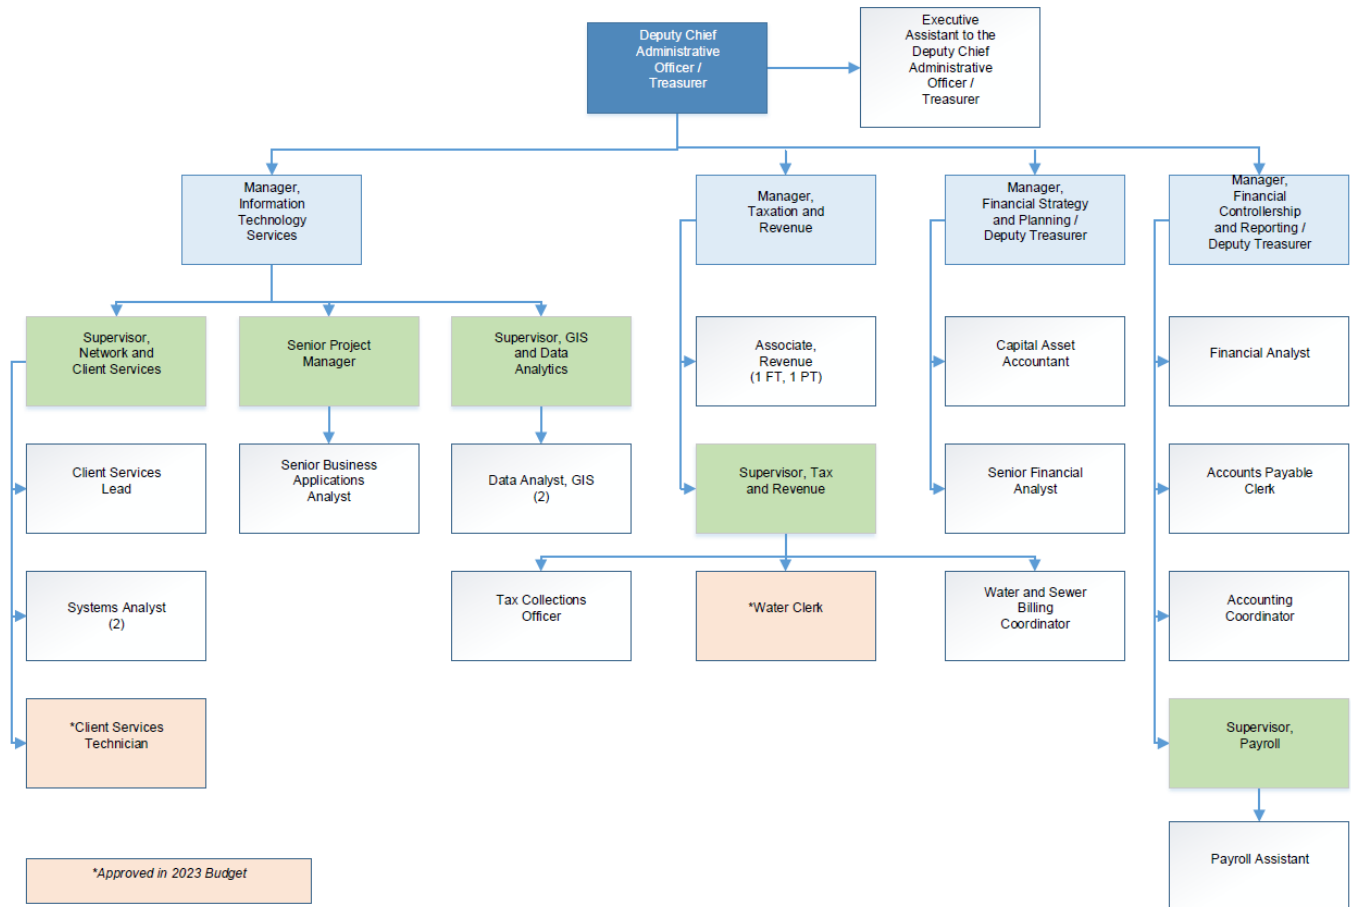 Deputy Chief
Administrative
Officer /
Treasurer
Executive
Assistant to the
Deputy Chief
Administrative
Officer /
Treasurer
Manager,
Information
Technology
Services
Manager,
Taxation and
Revenue
Manager,
Financial Strategy
and Planning /
Deputy Treasurer
Manager,
Financial
Controllership
and Reporting /
Deputy Treasurer
Supervisor,
Network and
Client Services
Senior Project
Manager
Supervisor, GIS
and Data
Analytics
Associate,
Revenue
(1 FT, 1 PT)
Capital Asset
Accountant
Financial Analyst
Client Services
Lead
Senior Business
Applications
Analyst
Data Analyst, GIS
(2)
Supervisor, Tax
and Revenue
Senior Financial
Analyst
Accounts Payable
Clerk
Systems Analyst
(2)
Tax Collections
Officer
*Water Clerk
Water and Sewer
Billing
Coordinator
Accounting
Coordinator
*Client Services
Technician
Supervisor,
Payroll
Payroll Assistant
*Approved in 2023 Budget